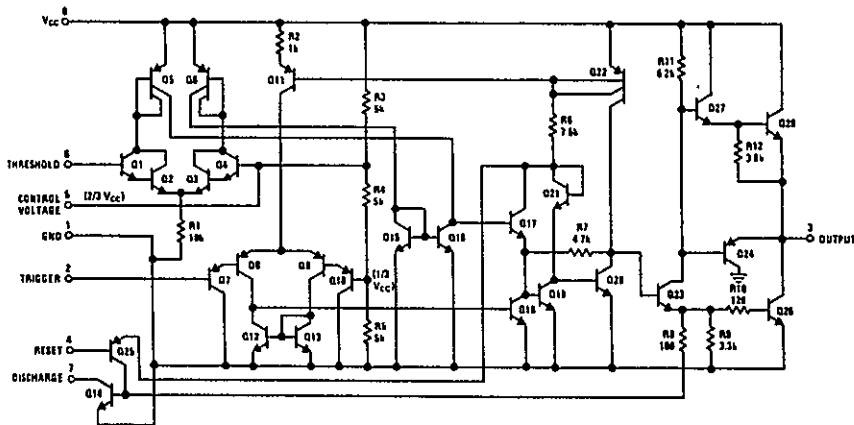 8
VCC
R2
1k
Q5
Q6
Q11
Q22
R11
6.2k
Q27
Q28
R3
5k
R6
7.5k
R12
3.8k
THRESHOLD 6
Q1
Q2
Q3
Q4
CONTROL VOLTAGE 5
(2/3 VCC)
R4
5k
Q21
R1
10k
Q17
R7
4.7k
Q15
Q16
3
OUTPUT
GND 1
Q24
TRIGGER 2
Q7
Q8
Q9
Q10
(1/3 VCC)
Q18
Q19
Q20
Q23
R10
120
Q26
R5
5k
R8
100
R9
3.3k
Q12
Q13
RESET 4
Q25
DISCHARGE 7
Q14